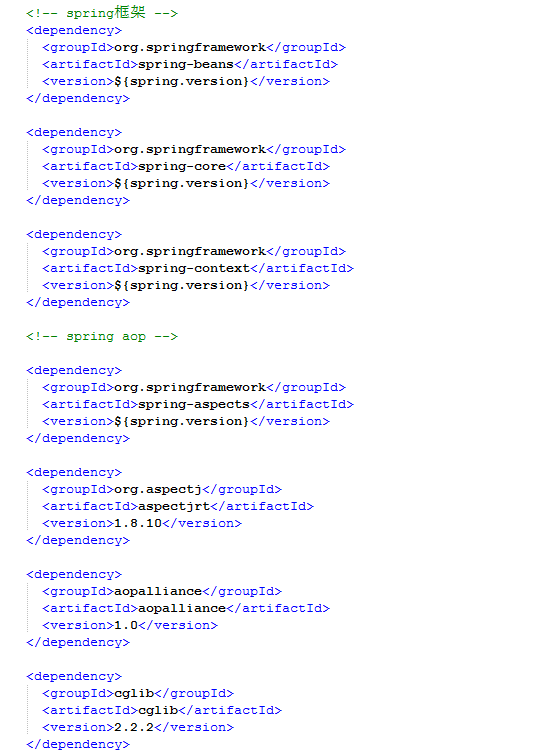 <!-- spring框架 -->
<dependency>
<groupId>org.springframework</groupId>
<artifactId>spring-beans</artifactId>
<version>${spring.version}</version>
</dependency>
<dependency>
<groupId>org.springframework</groupId>
<artifactId>spring-core</artifactId>
<version>${spring.version}</version>
</dependency>
<dependency>
<groupId>org.springframework</groupId>
<artifactId>spring-context</artifactId>
<version>${spring.version}</version>
</dependency>
<!-- spring aop -->
<dependency>
<groupId>org.springframework</groupId>
<artifactId>spring-aspects</artifactId>
<version>${spring.version}</version>
</dependency>
<dependency>
<groupId>org.aspectj</groupId>
<artifactId>aspectjrt</artifactId>
<version>1.8.10</version>
</dependency>
<dependency>
<groupId>aopalliance</groupId>
<artifactId>aopalliance</artifactId>
<version>1.0</version>
</dependency>
<dependency>
<groupId>cglib</groupId>
<artifactId>cglib</artifactId>
<version>2.2.2</version>
</dependency>